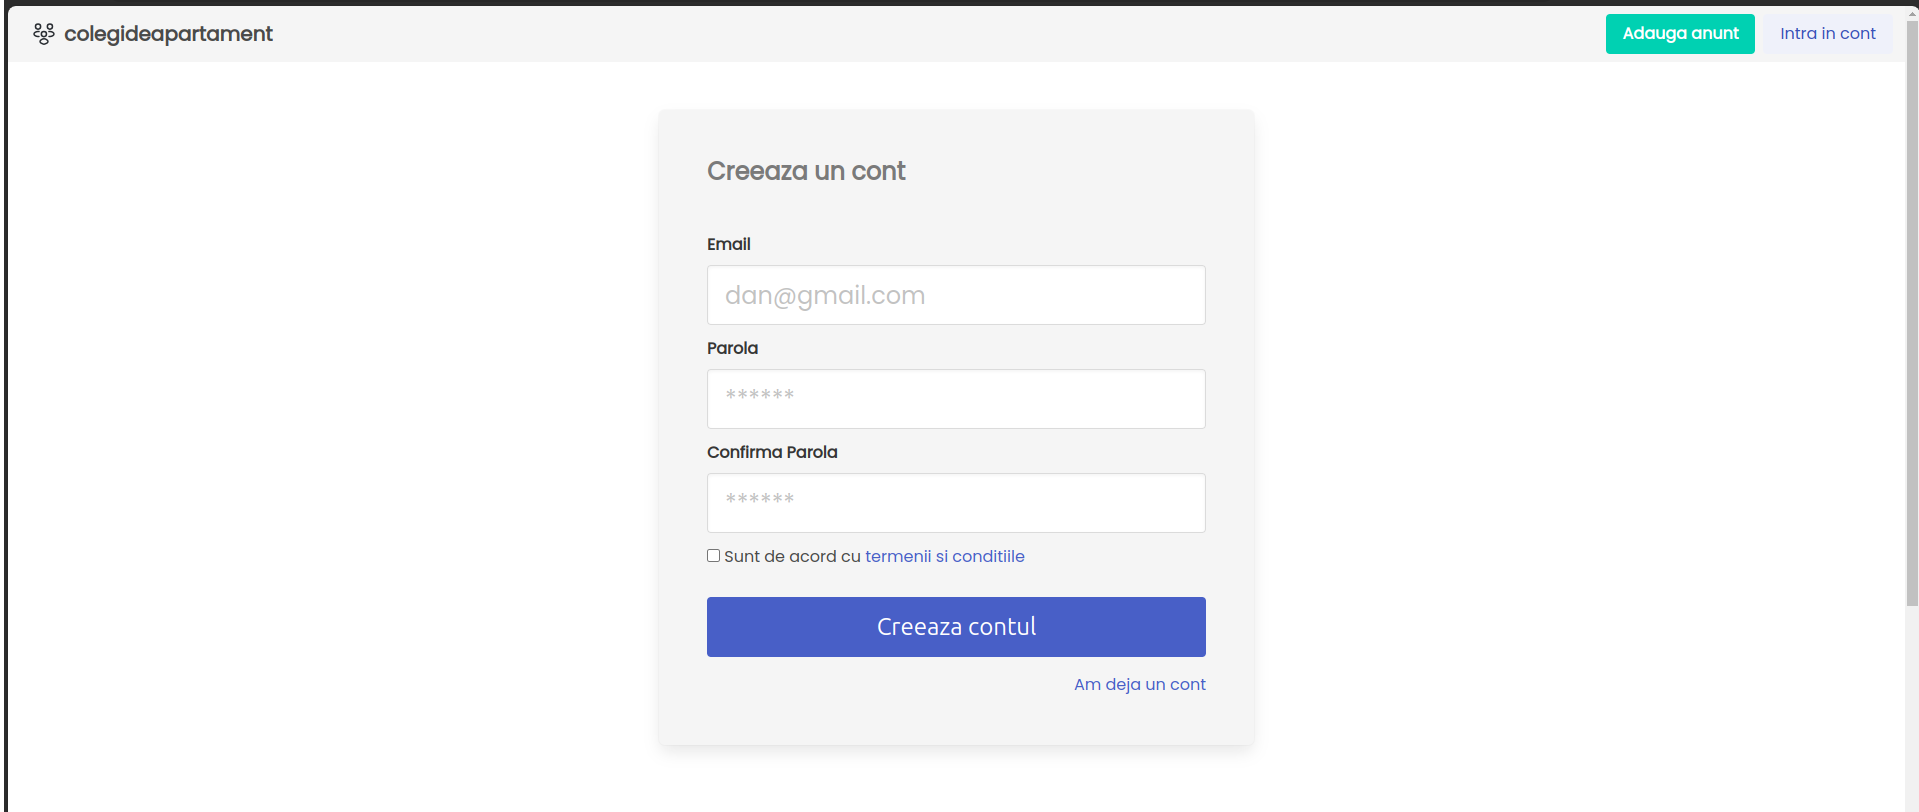 colegideapartament
Adauga anunt
Intra in cont
Creeaza un cont
Email
dan@gmail.com
Parola
******
Confirma Parola
******
Sunt de acord cu termenii si conditiile
Creeaza contul
Am deja un cont